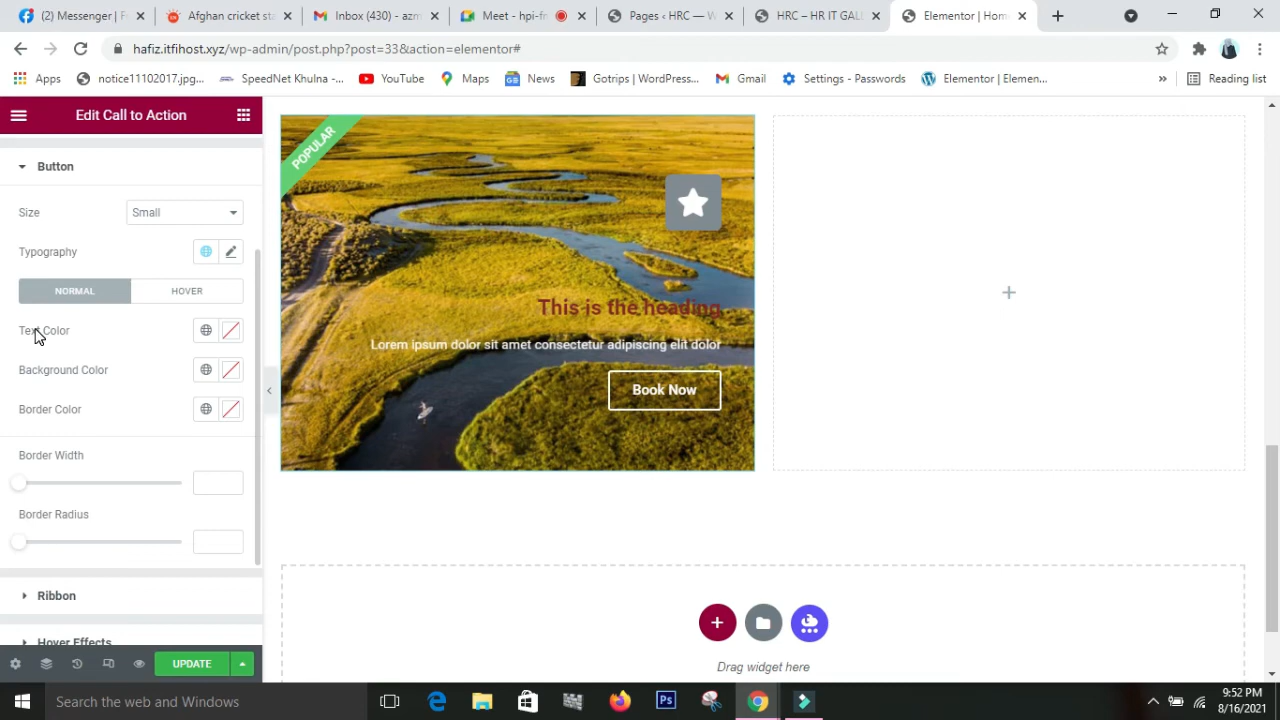 (2) Messenger | F
Afghan cricket sta
Inbox (430) - azm
Meet - hpi-fn
Pages ‹ HRC — W
HRC – HR IT GALL
Elementor | Hom
hafiz.itfihost.xyz/wp-admin/post.php?post=33&action=elementor#
Apps
notice11102017.jpg...
SpeedNet Khulna -...
YouTube
Maps
News
Gotrips | WordPress...
Gmail
Settings - Passwords
Elementor | Elemen...
»
Reading list
Edit Call to Action
Button
Size
Small
Typography
NORMAL
HOVER
Text Color
Background Color
Border Color
Border Width
Border Radius
Ribbon
Hover Effects
UPDATE
POPULAR
This is the heading
Lorem ipsum dolor sit amet consectetur adipiscing elit dolor
Book Now
Drag widget here
Search the web and Windows
Ps
9:52 PM
8/16/2021